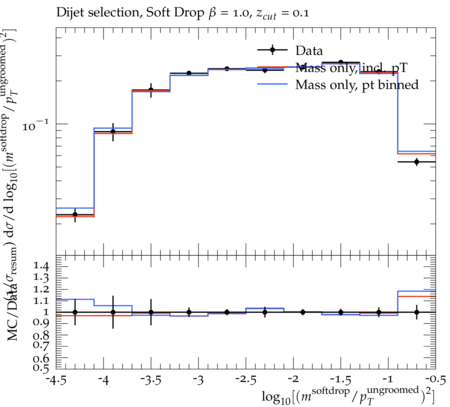 Dijet selection, Soft Drop β = 1.0, z_cut = 0.1
(1/σ_resum) dσ/d log₁₀[(m^softdrop/p_T^ungroomed)²]
Data
Mass only, incl. pT
Mass only, pt binned
10⁻¹
MC/Data
1.4
1.3
1.2
1.1
1
0.9
0.8
0.7
0.6
0.5
-4.5 -4 -3.5 -3 -2.5 -2 -1.5 -1 -0.5
log₁₀[(m^softdrop/p_T^ungroomed)²]